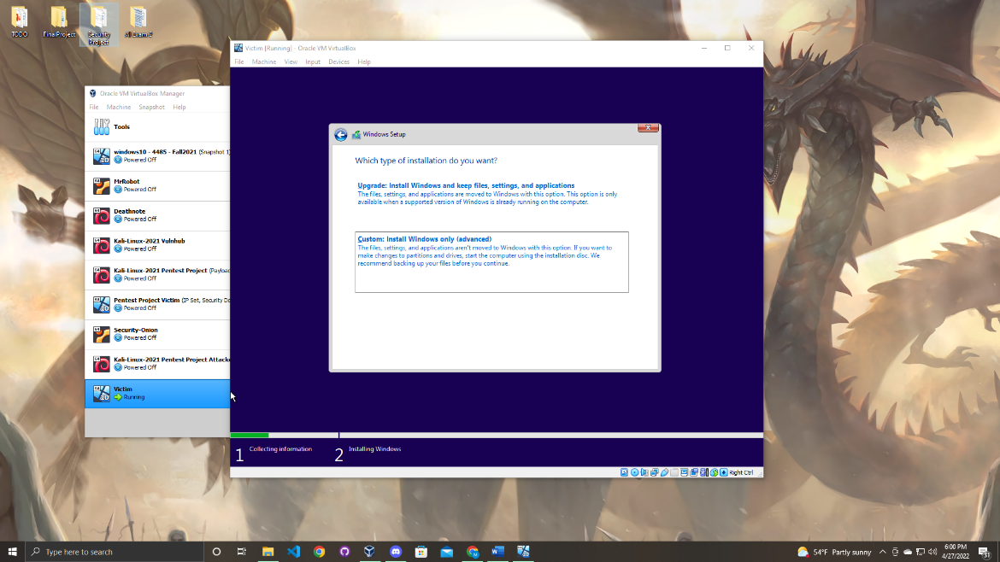 TODO
Fina Project
Security
Project
AI Exam 2
Victim [Running] - Oracle VM VirtualBox
File Machine View Input Devices Help
Oracle VM VirtualBox Manager
File Machine Snapshot Help
Tools
windows10 - 4485 - Fall2021 (Snapshot 1)
Powered Off
MrRobot
Powered Off
Deathnote
Powered Off
Kali-Linux-2021 Vulnhub
Powered Off
Kali-Linux-2021 Pentest Project (Payload
Powered Off
Pentest Project Victim (IP Set, Security De
Powered Off
Security-Onion
Powered Off
Kali-Linux-2021 Pentest Project Attacke
Powered Off
Victim
Running
Windows Setup
Which type of installation do you want?
Upgrade: Install Windows and keep files, settings, and applications
The files, settings, and applications are moved to Windows with this option. This option is only
available when a supported version of Windows is already running on the computer.
Custom: Install Windows only (advanced)
The files, settings, and applications aren't moved to Windows with this option. If you want to
make changes to partitions and drives, start the computer using the installation disc. We
recommend backing up your files before you continue.
1 Collecting information
2 Installing Windows
Right Ctrl
Type here to search
54°F Partly sunny
6:00 PM
4/27/2022
31